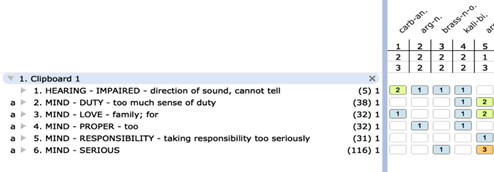 carb-an. arg-n. brass-n-o. kali-bi.
1 2 3 4 5
2 2 2 2 1
3 2 2 2 3
1. Clipboard 1
1. HEARING - IMPAIRED - direction of sound, cannot tell (5) 1 2 1 1 1
a 2. MIND - DUTY - too much sense of duty (38) 1 1 2
a 3. MIND - LOVE - family; for (32) 1 1 1 2
a 4. MIND - PROPER - too (32) 1 1 1
a 5. MIND - RESPONSIBILITY - taking responsibility too seriously (31) 1 1
a 6. MIND - SERIOUS (116) 1 1 3